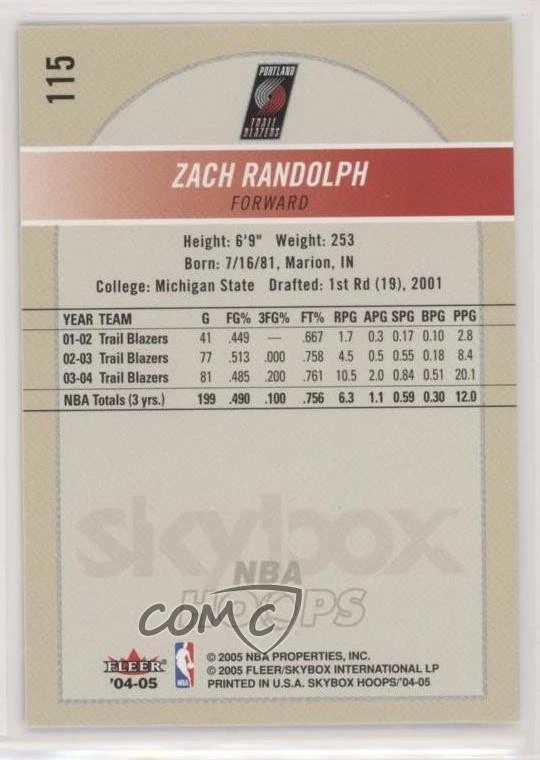 115
PORTLAND
TRAIL BLAZERS
ZACH RANDOLPH
FORWARD
Height: 6'9" Weight: 253
Born: 7/16/81, Marion, IN
College: Michigan State Drafted: 1st Rd (19), 2001
YEAR TEAM G FG% 3FG% FT% RPG APG SPG BPG PPG
01-02 Trail Blazers 41 .449 — .667 1.7 0.3 0.17 0.10 2.8
02-03 Trail Blazers 77 .513 .000 .758 4.5 0.5 0.55 0.18 8.4
03-04 Trail Blazers 81 .485 .200 .761 10.5 2.0 0.84 0.51 20.1
NBA Totals (3 yrs.) 199 .490 .100 .756 6.3 1.1 0.59 0.30 12.0
skybox
NBA
HOOPS
COMC
FLEER
'04-05
NBA
© 2005 NBA PROPERTIES, INC.
© 2005 FLEER/SKYBOX INTERNATIONAL LP
PRINTED IN U.S.A. SKYBOX HOOPS/'04-05